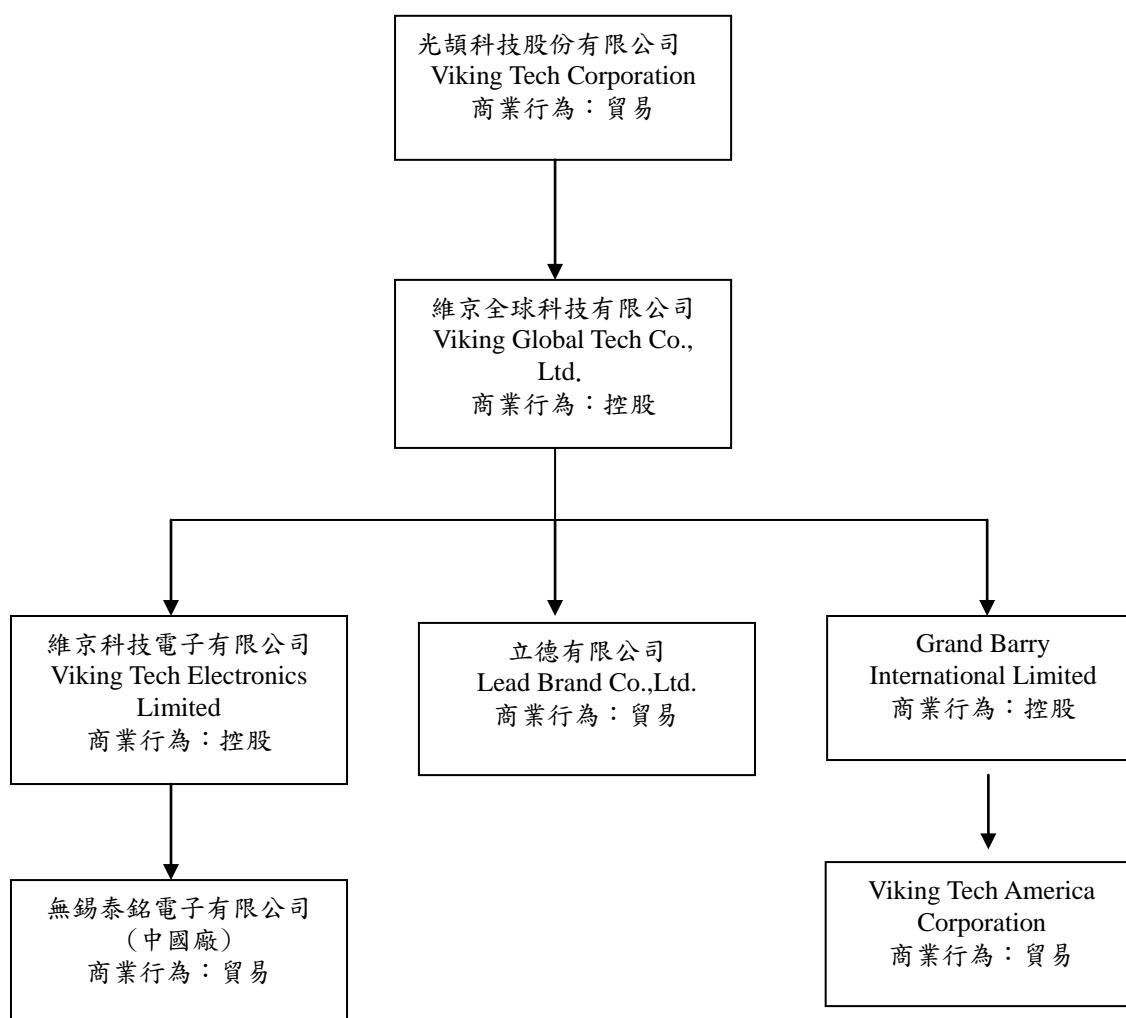 光頡科技股份有限公司
Viking Tech Corporation
商業行為：貿易
維京全球科技有限公司
Viking Global Tech Co.,
Ltd.
商業行為：控股
維京科技電子有限公司
Viking Tech Electronics
Limited
商業行為：控股
立德有限公司
Lead Brand Co.,Ltd.
商業行為：貿易
Grand Barry
International Limited
商業行為：控股
無錫泰銘電子有限公司
（中國廠）
商業行為：貿易
Viking Tech America
Corporation
商業行為：貿易